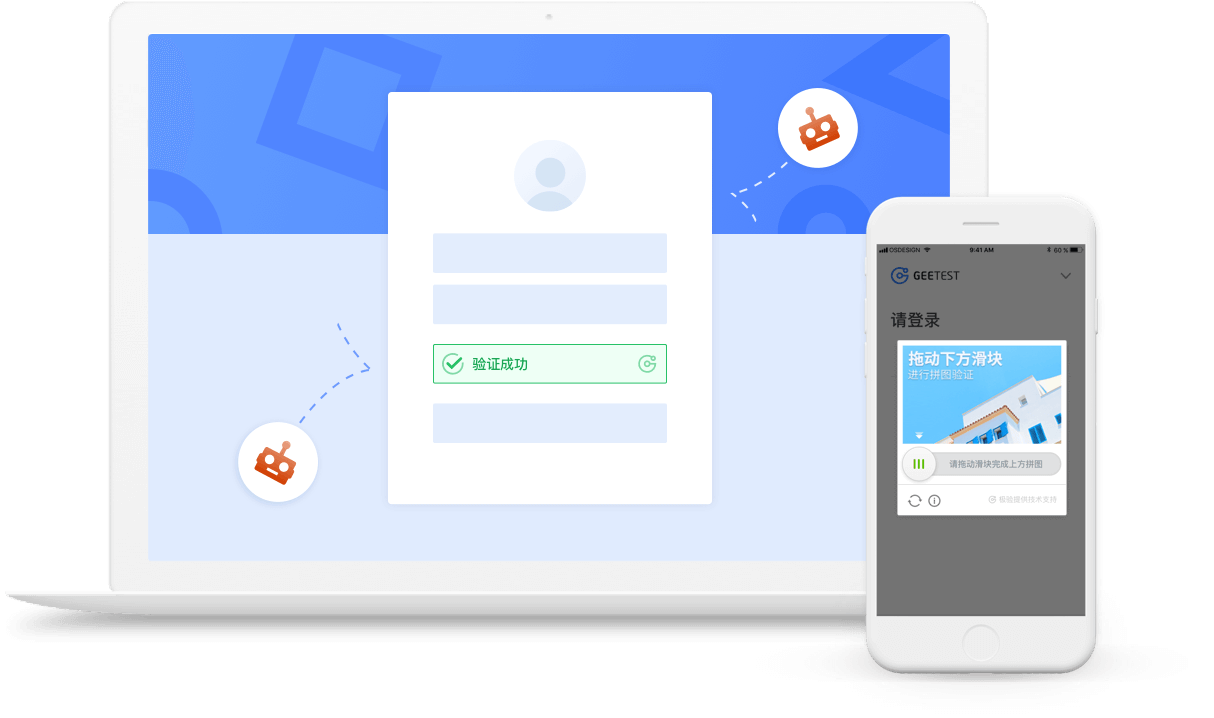 验证成功
OSDESIGN
9:41 AM
60 %
GEETEST
请登录
拖动下方滑块
进行拼图验证
请拖动滑块完成上方拼图
极验提供技术支持